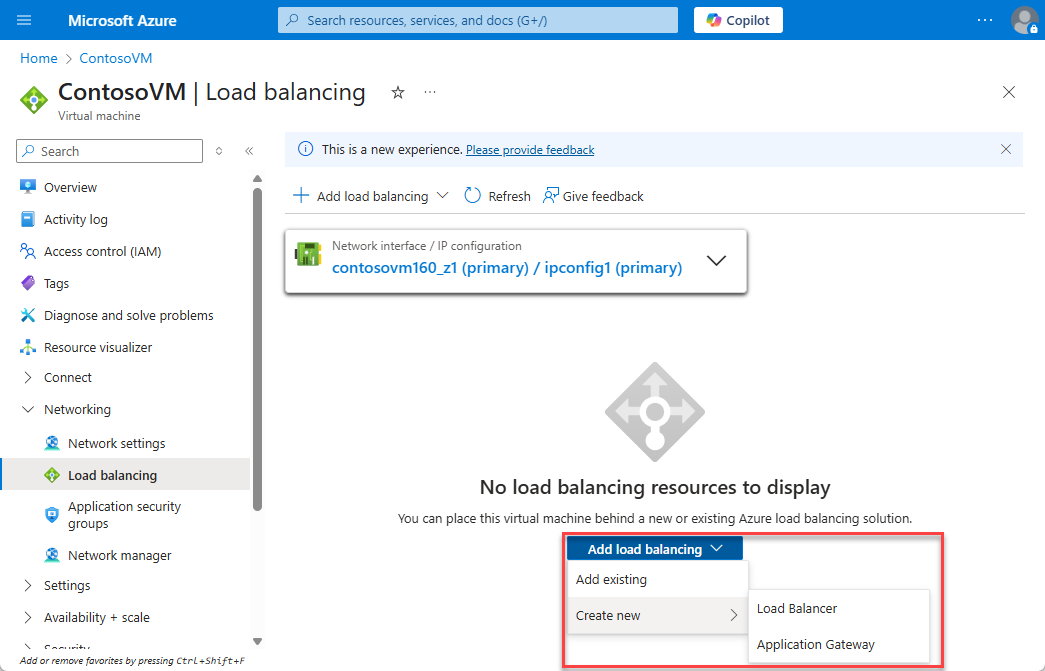 Microsoft Azure
Search resources, services, and docs (G+/)
Copilot
...
Home > ContosoVM
ContosoVM | Load balancing
...
Virtual machine
Search
Overview
Activity log
Access control (IAM)
Tags
Diagnose and solve problems
Resource visualizer
Connect
Networking
Network settings
Load balancing
Application security
groups
Network manager
Settings
Availability + scale
Security
Add or remove favorites by pressing Ctrl+Shift+F
This is a new experience. Please provide feedback
Add load balancing
Refresh
Give feedback
Network interface / IP configuration
contosovm160_z1 (primary) / ipconfig1 (primary)
No load balancing resources to display
You can place this virtual machine behind a new or existing Azure load balancing solution.
Add load balancing
Add existing
Create new
Load Balancer
Application Gateway